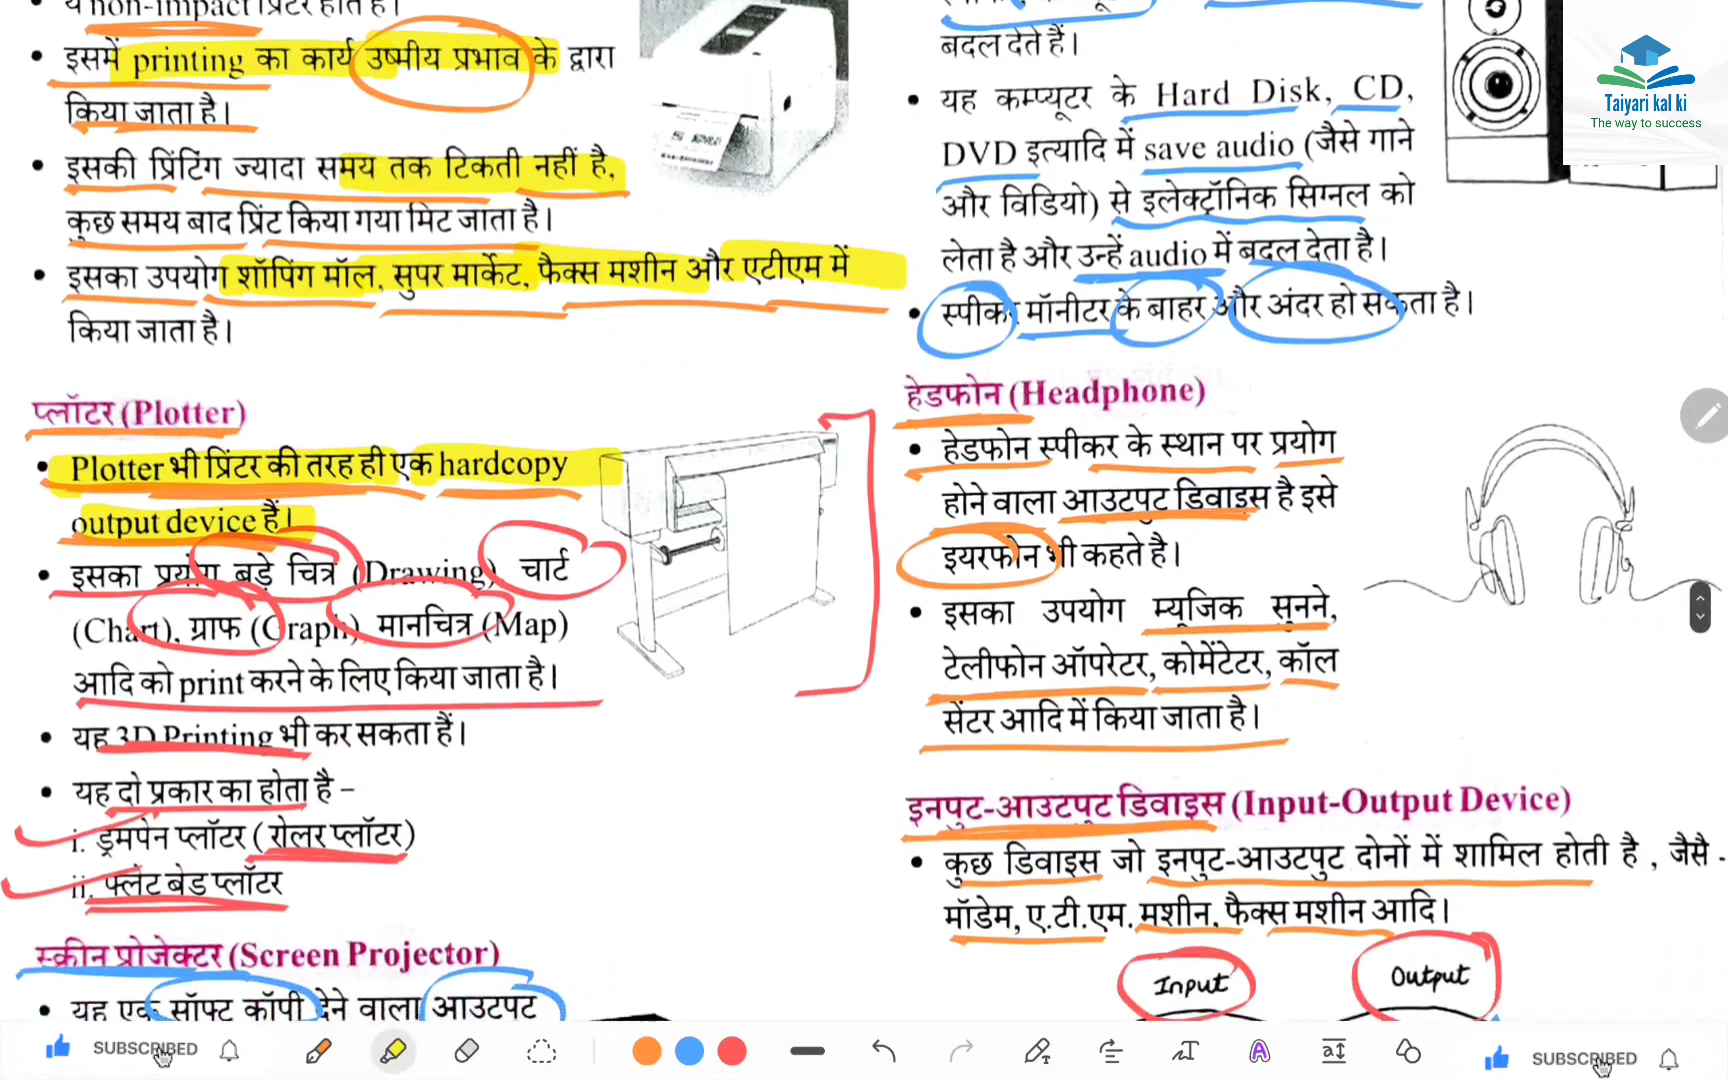 ये non-impact प्रिंटर होते हैं।
इसमें printing का कार्य उष्मीय प्रभाव के द्वारा
किया जाता है।
इसकी प्रिंटिंग ज्यादा समय तक टिकती नहीं है,
कुछ समय बाद प्रिंट किया गया मिट जाता है।
इसका उपयोग शॉपिंग मॉल, सुपर मार्केट, फैक्स मशीन और एटीएम में
किया जाता है।
प्लॉटर (Plotter)
Plotter भी प्रिंटर की तरह ही एक hardcopy
output device हैं।
इसका प्रयोग बड़े चित्र (Drawing), चार्ट
(Chart), ग्राफ (Graph), मानचित्र (Map)
आदि को print करने के लिए किया जाता है।
यह 3D Printing भी कर सकता हैं।
यह दो प्रकार का होता है –
i. ड्रमपेन प्लॉटर ( रोलर प्लॉटर)
ii. फ्लैट बेड प्लॉटर
स्क्रीन प्रोजेक्टर (Screen Projector)
यह एक सॉफ्ट कॉपी देने वाला आउटपुट
बदल देते हैं।
यह कम्प्यूटर के Hard Disk, CD,
DVD इत्यादि में save audio (जैसे गाने
और विडियो) से इलेक्ट्रॉनिक सिग्नल को
लेता है और उन्हें audio में बदल देता है।
स्पीकर मॉनीटर के बाहर और अंदर हो सकता है।
हेडफोन (Headphone)
हेडफोन स्पीकर के स्थान पर प्रयोग
होने वाला आउटपुट डिवाइस है इसे
इयरफोन भी कहते है।
इसका उपयोग म्यूजिक सुनने,
टेलीफोन ऑपरेटर, कोमेंटेटर, कॉल
सेंटर आदि में किया जाता है।
इनपुट-आउटपुट डिवाइस (Input-Output Device)
कुछ डिवाइस जो इनपुट-आउटपुट दोनों में शामिल होती है , जैसे -
मॉडेम, ए.टी.एम. मशीन, फैक्स मशीन आदि।
Input
Output
Taiyari kal ki
The way to success
SUBSCRIBED
SUBSCRIBED